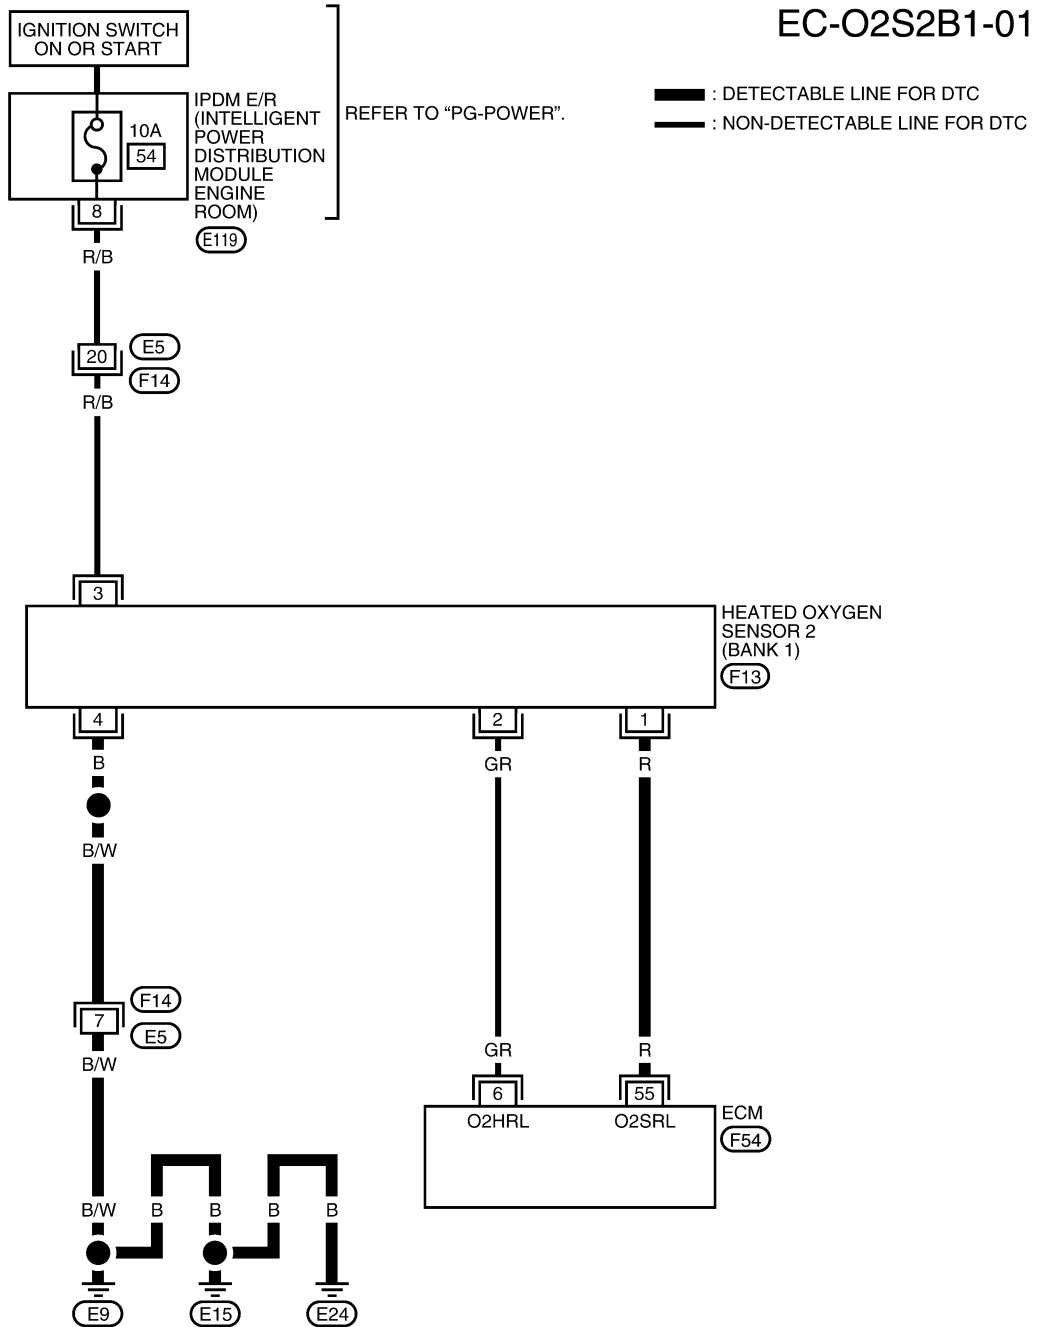 EC-O2S2B1-01
IGNITION SWITCH
ON OR START
IPDM E/R
(INTELLIGENT
POWER
DISTRIBUTION
MODULE
ENGINE
ROOM)
E119
10A
54
8
REFER TO “PG-POWER”.
: DETECTABLE LINE FOR DTC
: NON-DETECTABLE LINE FOR DTC
R/B
20
E5
F14
R/B
3
HEATED OXYGEN
SENSOR 2
(BANK 1)
F13
4
2
1
B
GR
R
B/W
F14
7
E5
B/W
GR
R
6
55
O2HRL
O2SRL
ECM
F54
B/W
B
B
B
B
E9
E15
E24